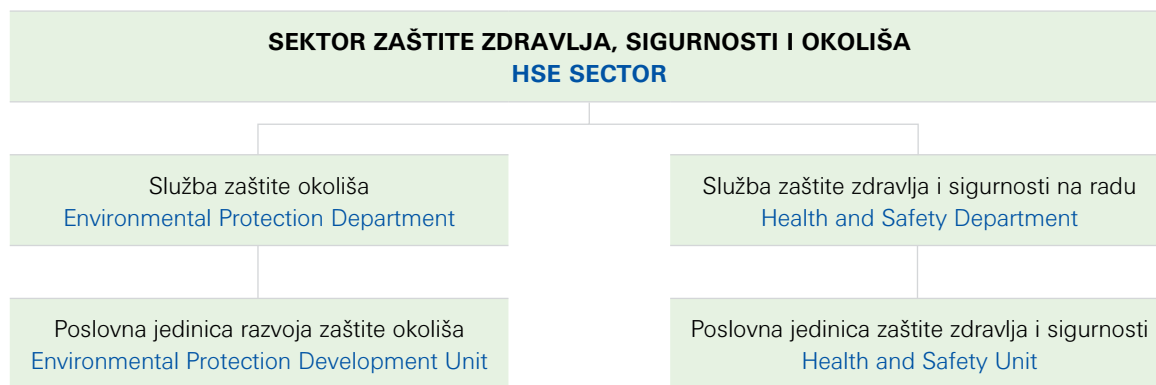 SEKTOR ZAŠTITE ZDRAVLJA, SIGURNOSTI I OKOLIŠA
HSE SECTOR
Služba zaštite okoliša
Environmental Protection Department
Služba zaštite zdravlja i sigurnosti na radu
Health and Safety Department
Poslovna jedinica razvoja zaštite okoliša
Environmental Protection Development Unit
Poslovna jedinica zaštite zdravlja i sigurnosti
Health and Safety Unit